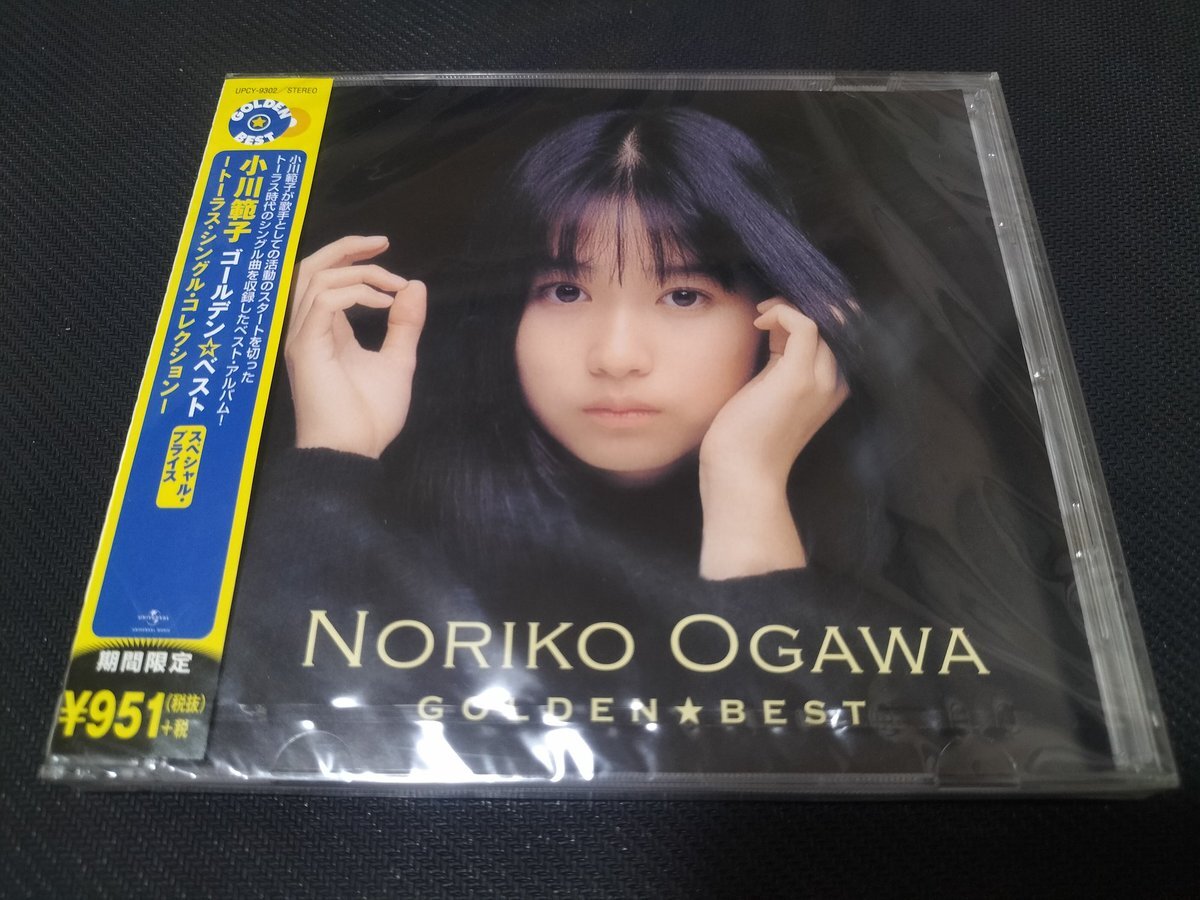 UPCY-9302/STEREO
GOLDEN
BEST
小川範子が歌手としての活動のスタートを切った
トーラス時代のシングル曲を収録したベスト・アルバム!
小川範子 ゴールデン☆ベスト
ートーラス・シングル・コレクションー
スペシャル・
プライス
UNIVERSAL
UNIVERSAL MUSIC
期間限定
¥951(税抜)
+税
NORIKO OGAWA
GOLDEN★BEST